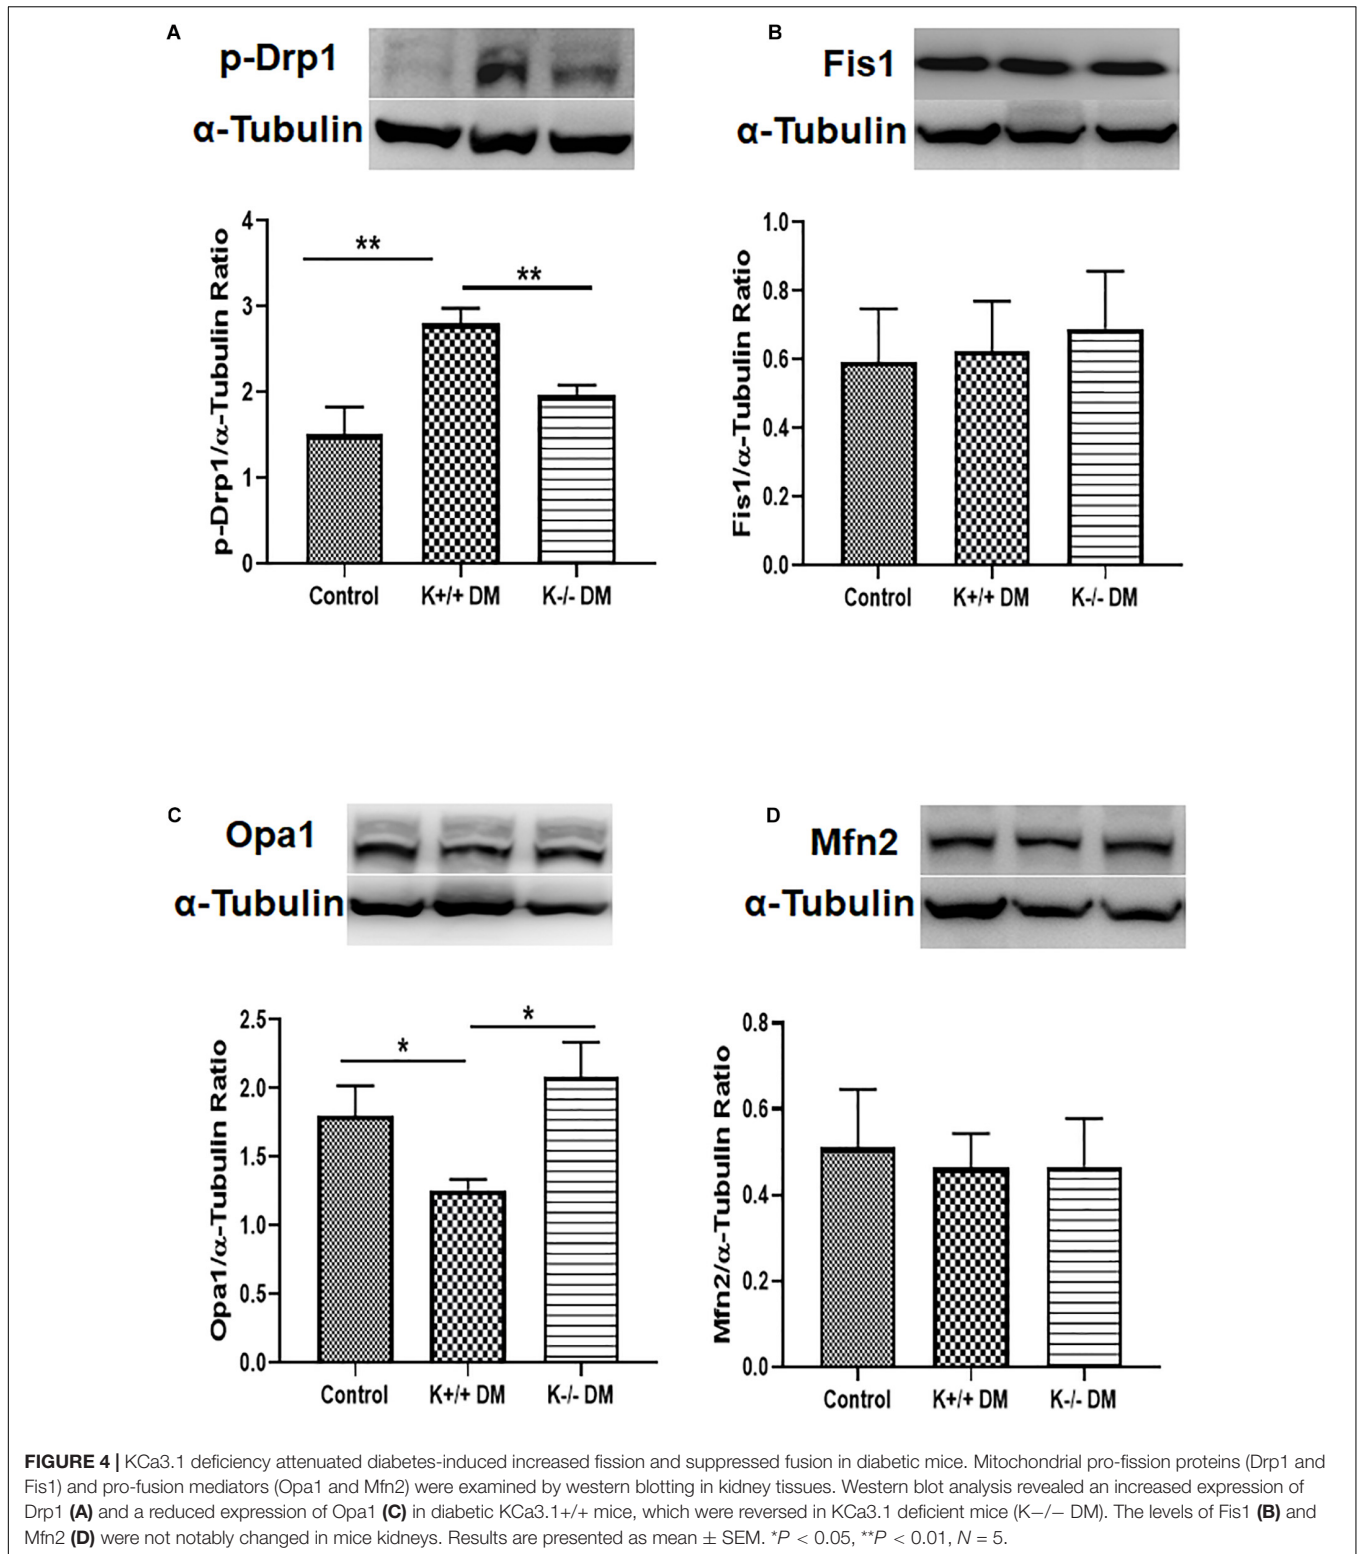 A
p-Drp1
α-Tubulin
p-Drp1/α-Tubulin Ratio
4
3
2
1
0
**
**
Control
K+/+ DM
K-/- DM
B
Fis1
α-Tubulin
Fis1/α-Tubulin Ratio
1.0
0.8
0.6
0.4
0.2
0.0
Control
K+/+ DM
K-/- DM
C
Opa1
α-Tubulin
Opa1/α-Tubulin Ratio
2.5
2.0
1.5
1.0
0.5
0.0
*
*
Control
K+/+ DM
K-/- DM
D
Mfn2
α-Tubulin
Mfn2/α-Tubulin Ratio
0.8
0.6
0.4
0.2
0.0
Control
K+/+ DM
K-/- DM
FIGURE 4 | KCa3.1 deficiency attenuated diabetes-induced increased fission and suppressed fusion in diabetic mice. Mitochondrial pro-fission proteins (Drp1 and
Fis1) and pro-fusion mediators (Opa1 and Mfn2) were examined by western blotting in kidney tissues. Western blot analysis revealed an increased expression of
Drp1 (A) and a reduced expression of Opa1 (C) in diabetic KCa3.1+/+ mice, which were reversed in KCa3.1 deficient mice (K−/− DM). The levels of Fis1 (B) and
Mfn2 (D) were not notably changed in mice kidneys. Results are presented as mean ± SEM. *P < 0.05, **P < 0.01, N = 5.